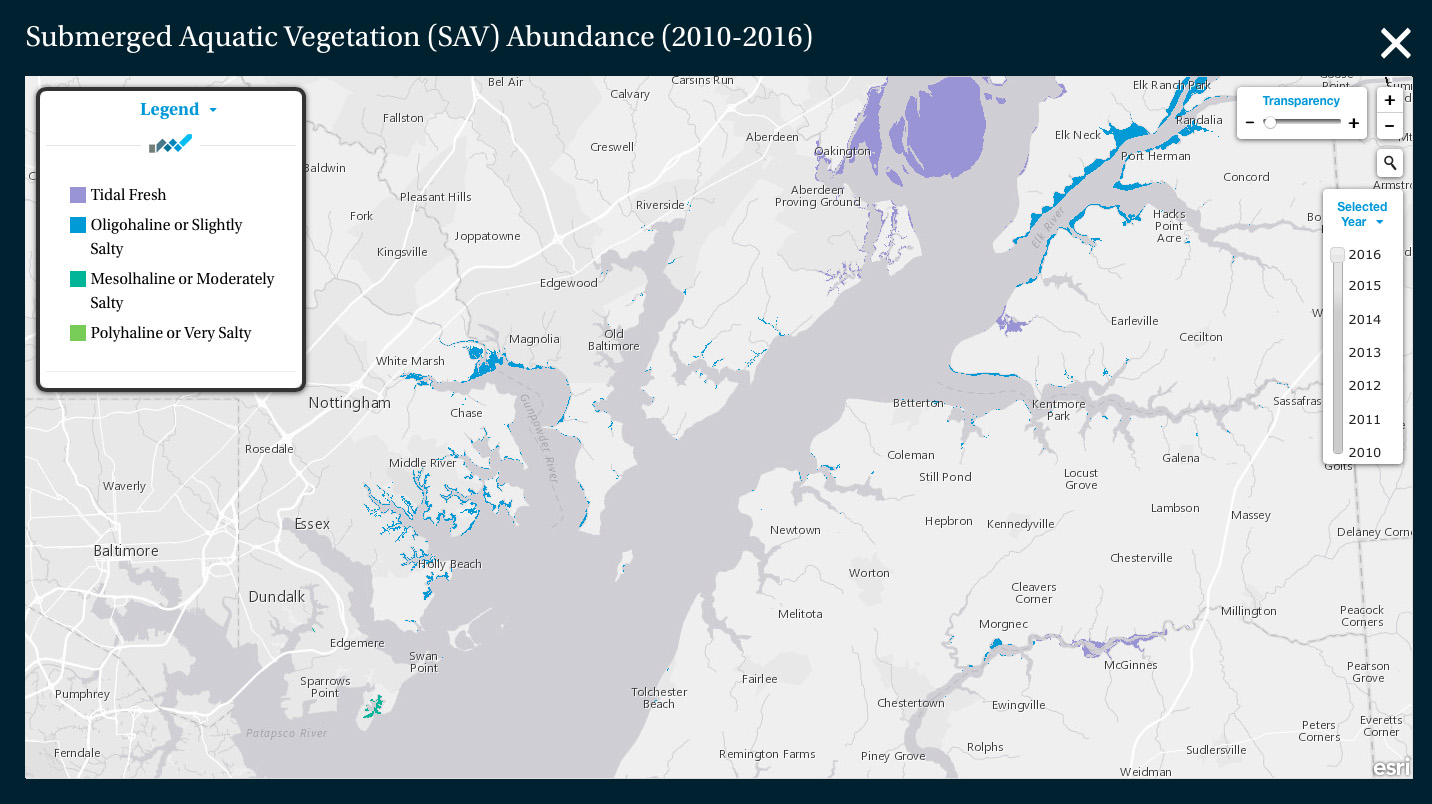 Submerged Aquatic Vegetation (SAV) Abundance (2010-2016)
Legend
Tidal Fresh
Oligohaline or Slightly
Salty
Mesolhaline or Moderately
Salty
Polyhaline or Very Salty
Transparency
−
+
+
−
Selected
Year
2016
2015
2014
2013
2012
2011
2010
Bel Air
Carsins Run
Calvary
Elk Ranch Park
Fallston
Aberdeen
Randalia
Elk Neck
Creswell
Oakington
Port Herman
Baldwin
Concord
Pleasant Hills
Aberdeen
Proving Ground
Riverside
Fork
Hacks
Point
Acre
Joppatowne
Elk River
Kingsville
Edgewood
Earleville
Cecilton
Magnolia
Old
Baltimore
White Marsh
Nottingham
Chase
Gunpowder River
Betterton
Kentmore
Park
Sassafras
Rosedale
Middle River
Coleman
Still Pond
Locust
Grove
Galena
Golts
Waverly
Essex
Newtown
Hepbron
Kennedyville
Lambson
Massey
Delaney Corn
Baltimore
Holly Beach
Chesterville
Worton
Cleavers
Corner
Dundalk
Melitota
Morgnec
Millington
Peacock
Corners
Edgemere
Swan
Point
McGinnes
Pearson
Grove
Sparrows
Point
Pumphrey
Fairlee
Tolchester
Beach
Chestertown
Ewingville
Patapsco River
Peters
Corners
Everetts
Corner
Ferndale
Remington Farms
Piney Grove
Rolphs
Sudlersville
Weidman
esri